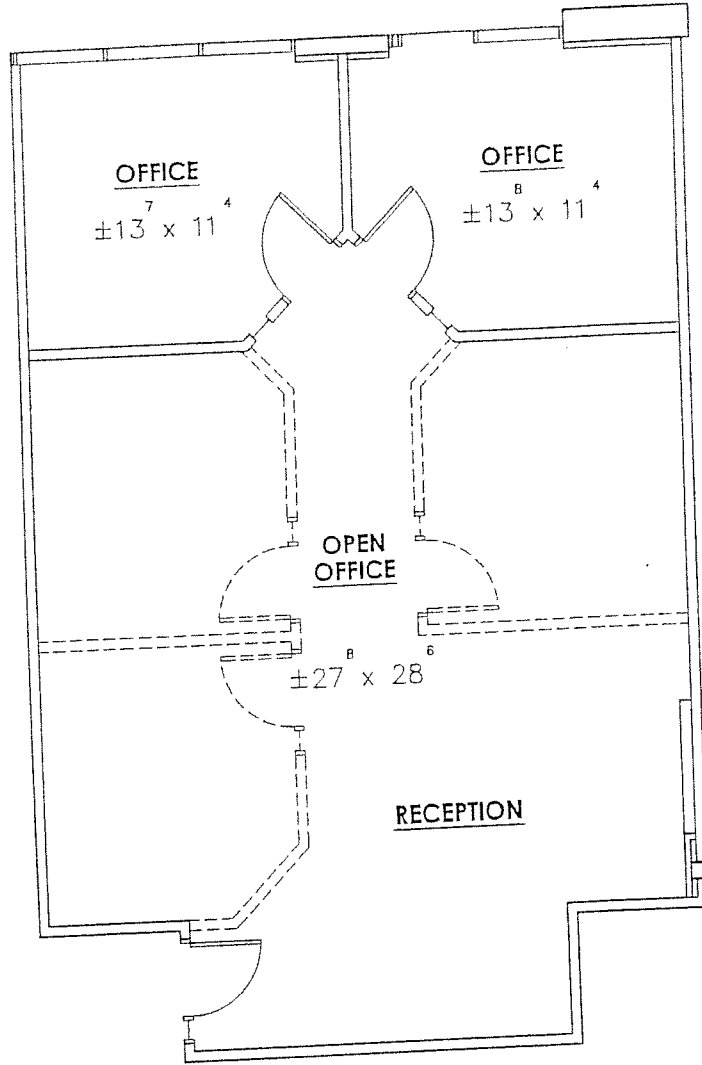 OFFICE
±13⁷ x 11⁴
OFFICE
±13⁸ x 11⁴
OPEN
OFFICE
±27⁸ x 28⁶
RECEPTION